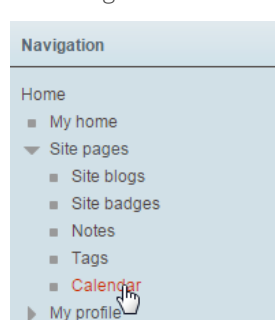 Navigation
Home
My home
Site pages
Site blogs
Site badges
Notes
Tags
Calendar
My profile